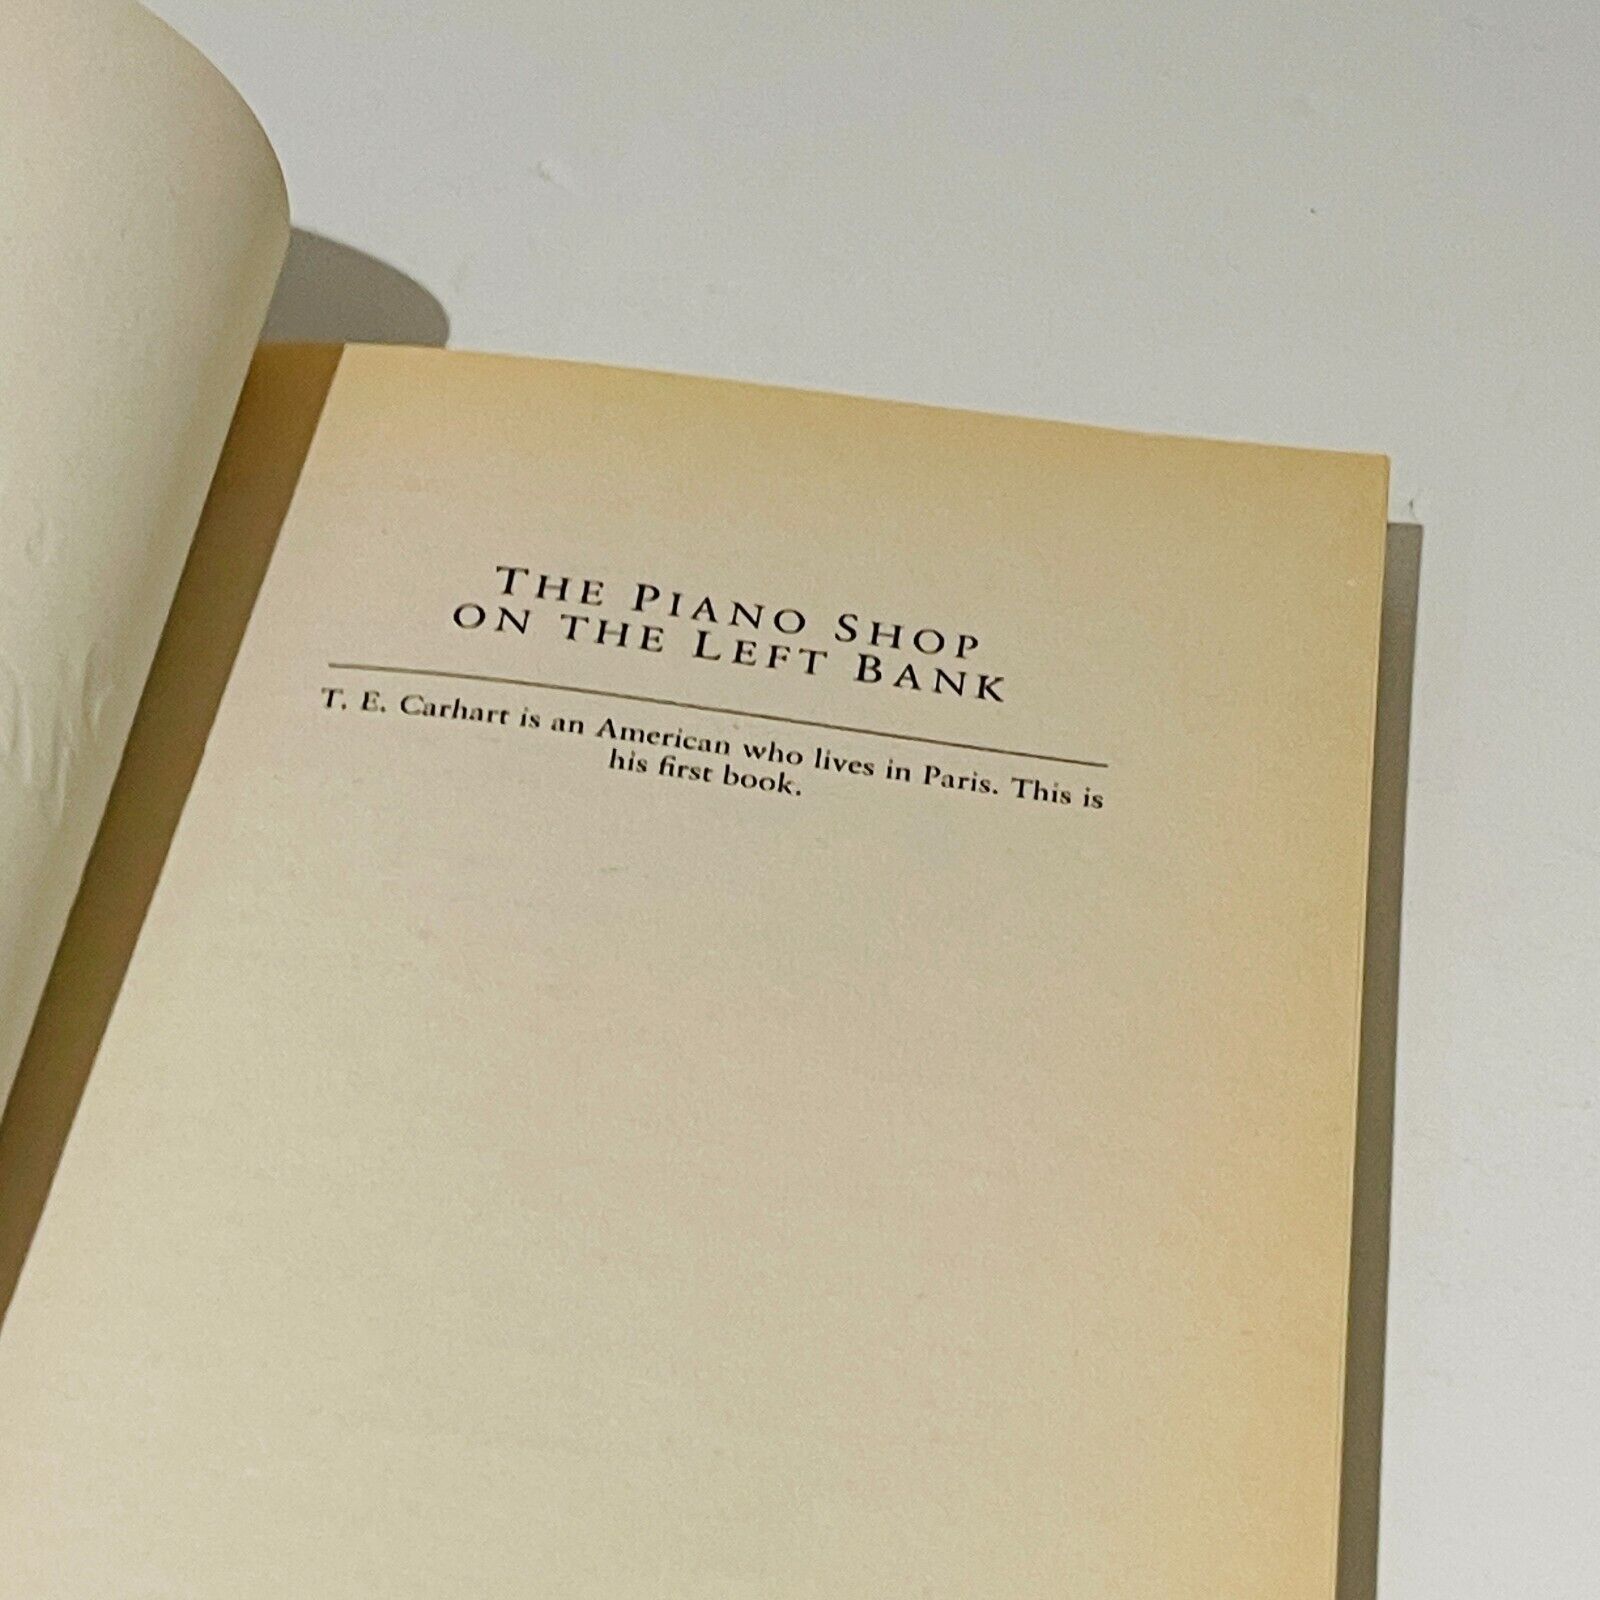 THE PIANO SHOP
ON THE LEFT BANK
T. E. Carhart is an American who lives in Paris. This is
his first book.